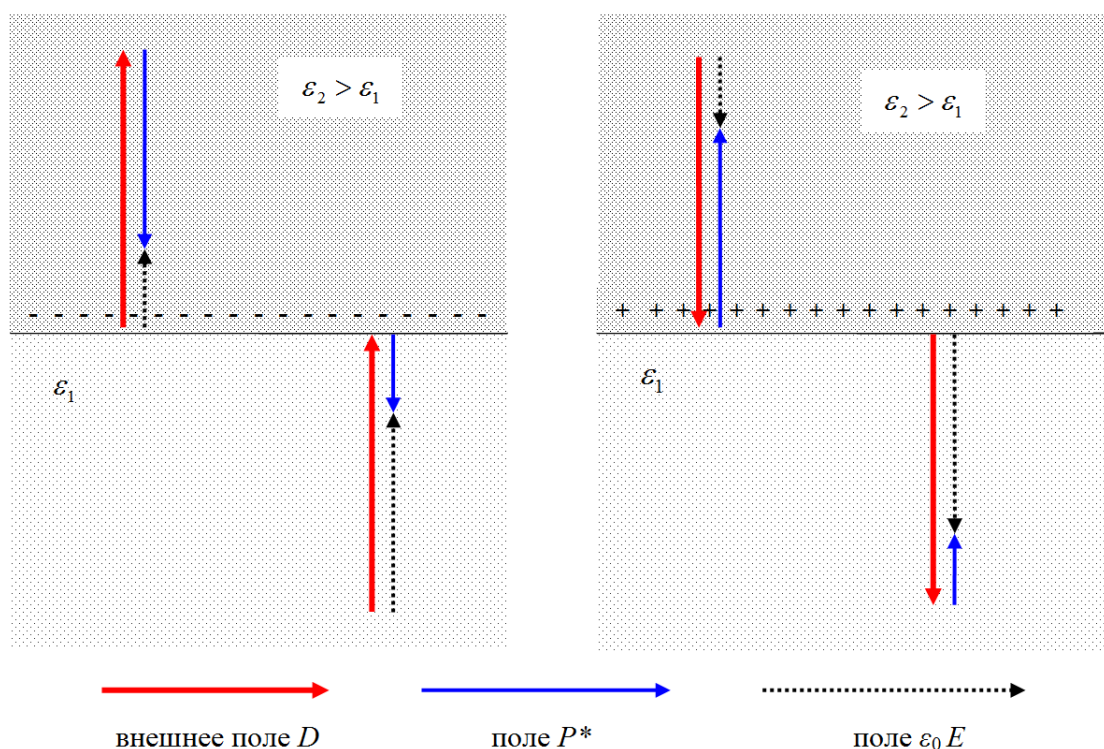 ε₂ > ε₁
ε₂ > ε₁
- - - - - - - - - - - - - - - - - - -
+ + + + + + + + + + + + + + + +
ε₁
ε₁
внешнее поле D
поле P*
поле ε₀ E